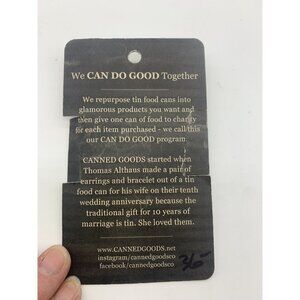 We CAN DO GOOD Together
We repurpose tin food cans into
glamorous products you want and
then give one can of food to charity
for each item purchased - we call this
our CAN DO GOOD program.
CANNED GOODS started when
Thomas Althaus made a pair of
earrings and bracelet out of a tin
food can for his wife on their tenth
wedding anniversary because the
traditional gift for 10 years of
marriage is tin. She loved them.
www.CANNEDGOODS.net
instagram/cannedgoodsco
facebook/cannedgoodsco